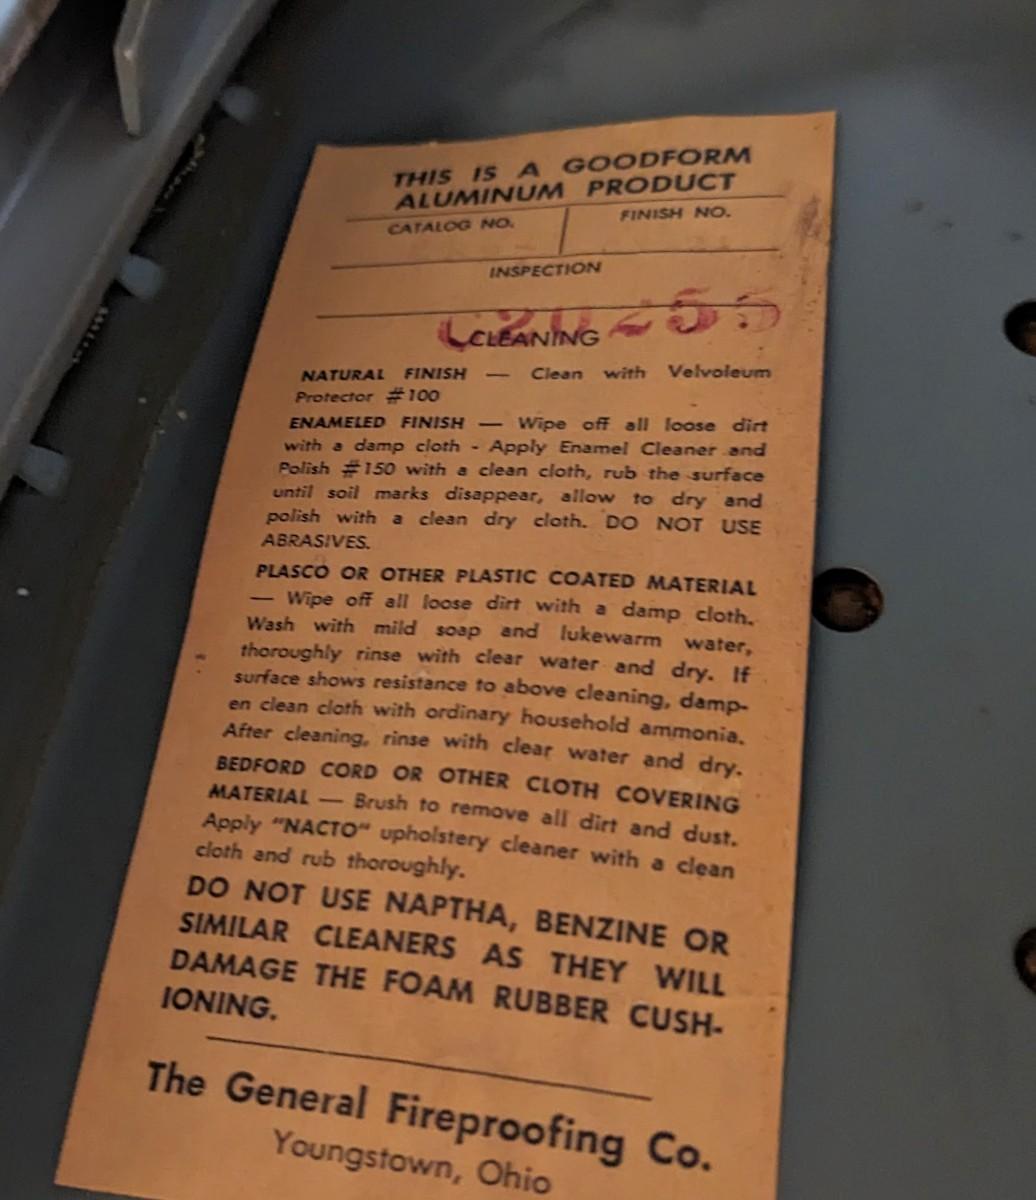 THIS IS A GOODFORM
ALUMINUM PRODUCT
CATALOG NO.
FINISH NO.
INSPECTION
CLEANING
NATURAL FINISH — Clean with Velvoleum
Protector #100
ENAMELED FINISH — Wipe off all loose dirt
with a damp cloth - Apply Enamel Cleaner and
Polish #150 with a clean cloth, rub the surface
until soil marks disappear, allow to dry and
polish with a clean dry cloth. DO NOT USE
ABRASIVES.
PLASCO OR OTHER PLASTIC COATED MATERIAL
— Wipe off all loose dirt with a damp cloth.
Wash with mild soap and lukewarm water,
thoroughly rinse with clear water and dry. If
surface shows resistance to above cleaning, damp-
en clean cloth with ordinary household ammonia.
After cleaning, rinse with clear water and dry.
BEDFORD CORD OR OTHER CLOTH COVERING
MATERIAL — Brush to remove all dirt and dust.
Apply "NACTO" upholstery cleaner with a clean
cloth and rub thoroughly.
DO NOT USE NAPTHA, BENZINE OR
SIMILAR CLEANERS AS THEY WILL
DAMAGE THE FOAM RUBBER CUSH-
IONING.
The General Fireproofing Co.
Youngstown, Ohio